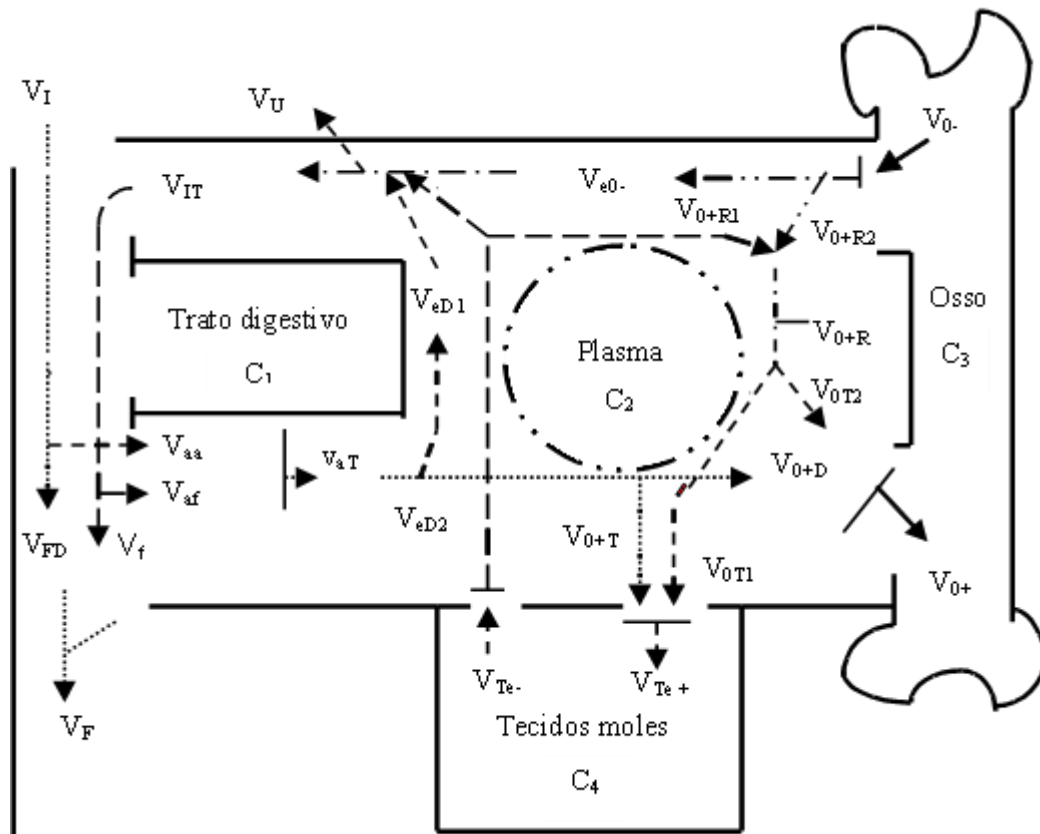 V_I
V_U
V_0-
V_IT
V_e0-
V_0+R1
V_0+R2
Trato digestivo
C_1
V_eD1
Plasma
C_2
V_0+R
Osso
C_3
V_0T2
V_aa
V_aT
V_0+D
V_af
V_FD
V_f
V_eD2
V_0+T
V_0T1
V_0+
V_Te-
V_Te+
V_F
Tecidos moles
C_4